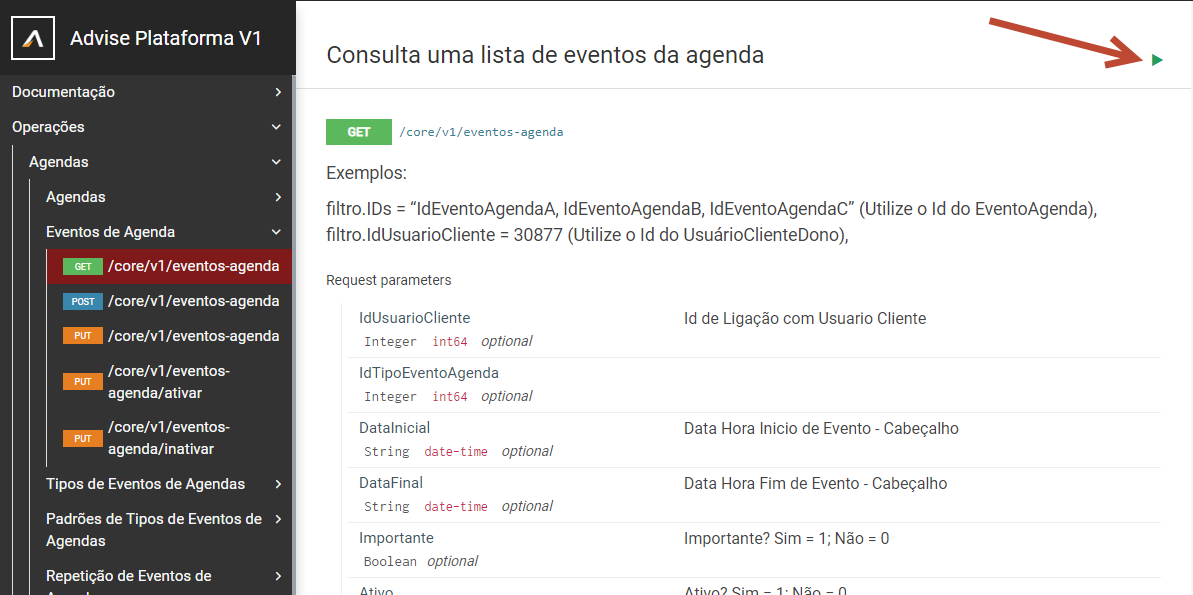 Advise Plataforma V1
Documentação
Operações
Agendas
Agendas
Eventos de Agenda
GET /core/v1/eventos-agenda
POST /core/v1/eventos-agenda
PUT /core/v1/eventos-agenda
PUT /core/v1/eventos-
agenda/ativar
PUT /core/v1/eventos-
agenda/inativar
Tipos de Eventos de Agendas
Padrões de Tipos de Eventos de
Agendas
Repetição de Eventos de
Consulta uma lista de eventos da agenda
GET /core/v1/eventos-agenda
Exemplos:
filtro.IDs = “IdEventoAgendaA, IdEventoAgendaB, IdEventoAgendaC” (Utilize o Id do EventoAgenda),
filtro.IdUsuarioCliente = 30877 (Utilize o Id do UsuárioClienteDono),
Request parameters
IdUsuarioCliente Id de Ligação com Usuario Cliente
Integer int64 optional
IdTipoEventoAgenda
Integer int64 optional
DataInicial Data Hora Inicio de Evento - Cabeçalho
String date-time optional
DataFinal Data Hora Fim de Evento - Cabeçalho
String date-time optional
Importante Importante? Sim = 1; Não = 0
Boolean optional
Ativo Ativo? Sim = 1; Não = 0